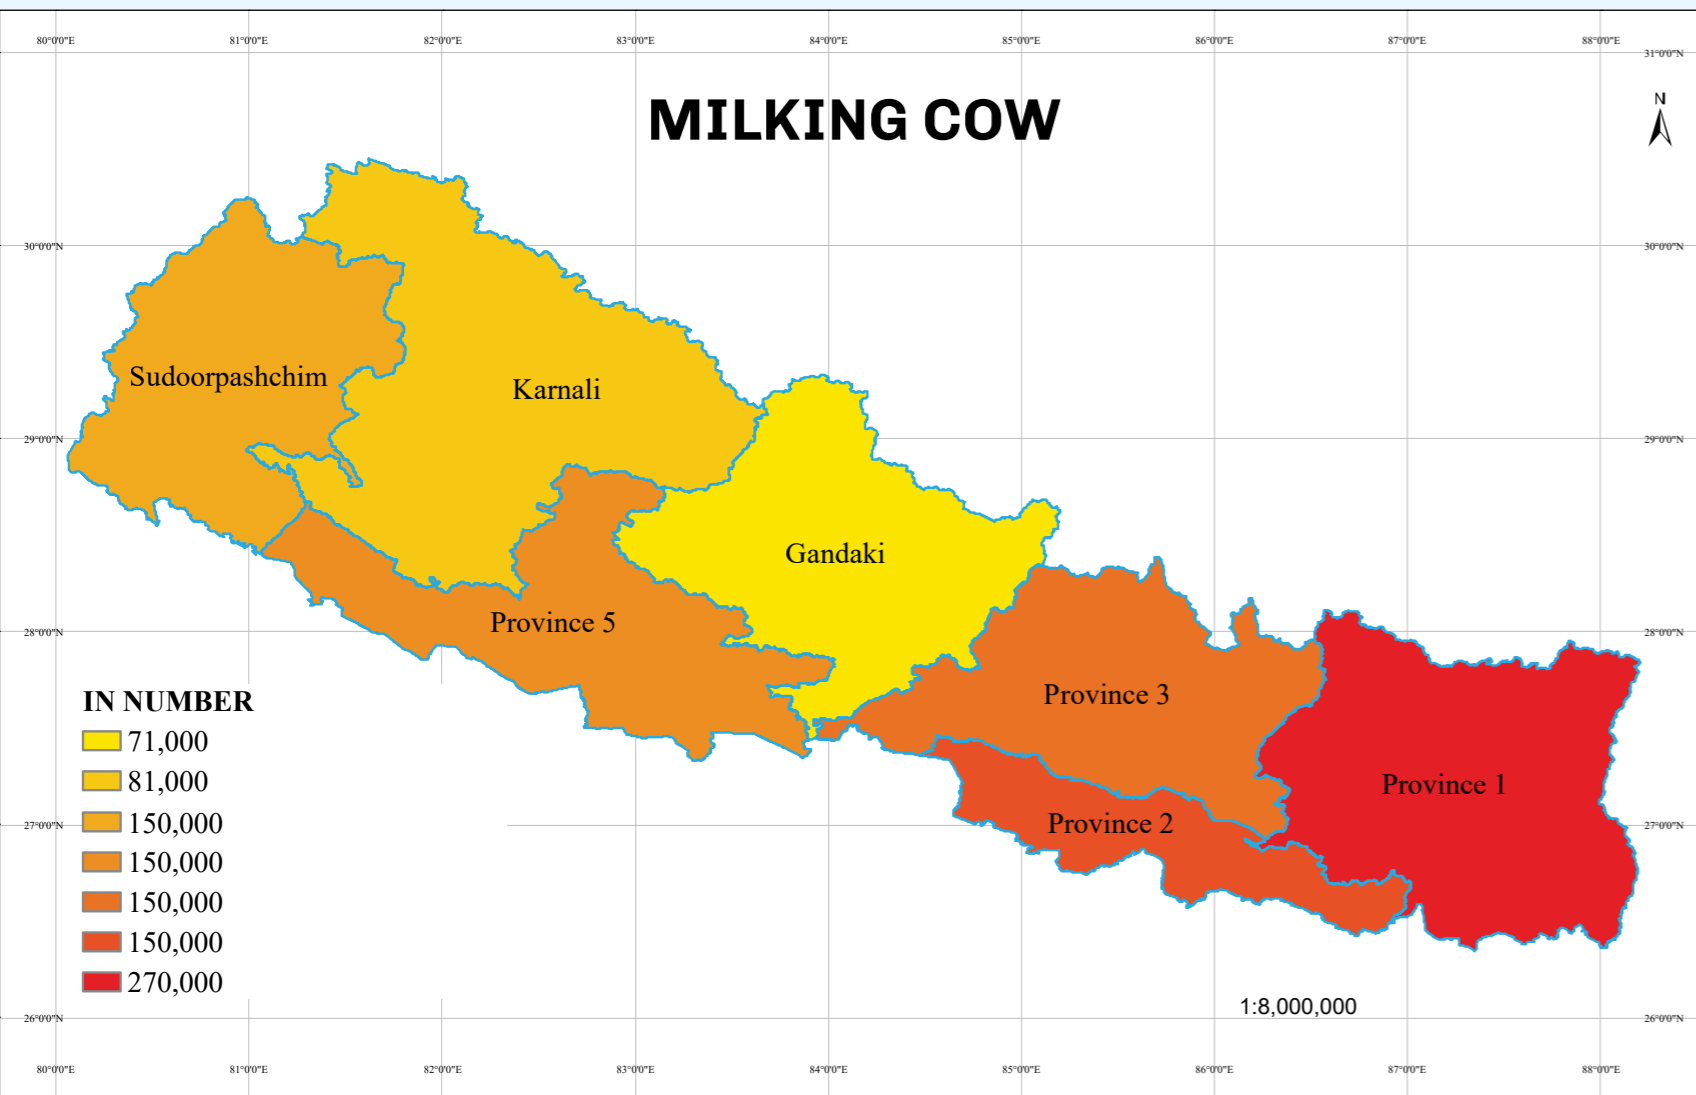 80°0'0"E 81°0'0"E 82°0'0"E 83°0'0"E 84°0'0"E 85°0'0"E 86°0'0"E 87°0'0"E 88°0'0"E
31°0'0"N
N
MILKING COW
30°0'0"N 30°0'0"N
Sudoorpashchim
Karnali
29°0'0"N 29°0'0"N
Gandaki
Province 5
28°0'0"N 28°0'0"N
Province 3
IN NUMBER
71,000
81,000
150,000
150,000
150,000
150,000
270,000
Province 1
Province 2
27°0'0"N 27°0'0"N
1:8,000,000
26°0'0"N 26°0'0"N
80°0'0"E 81°0'0"E 82°0'0"E 83°0'0"E 84°0'0"E 85°0'0"E 86°0'0"E 87°0'0"E 88°0'0"E